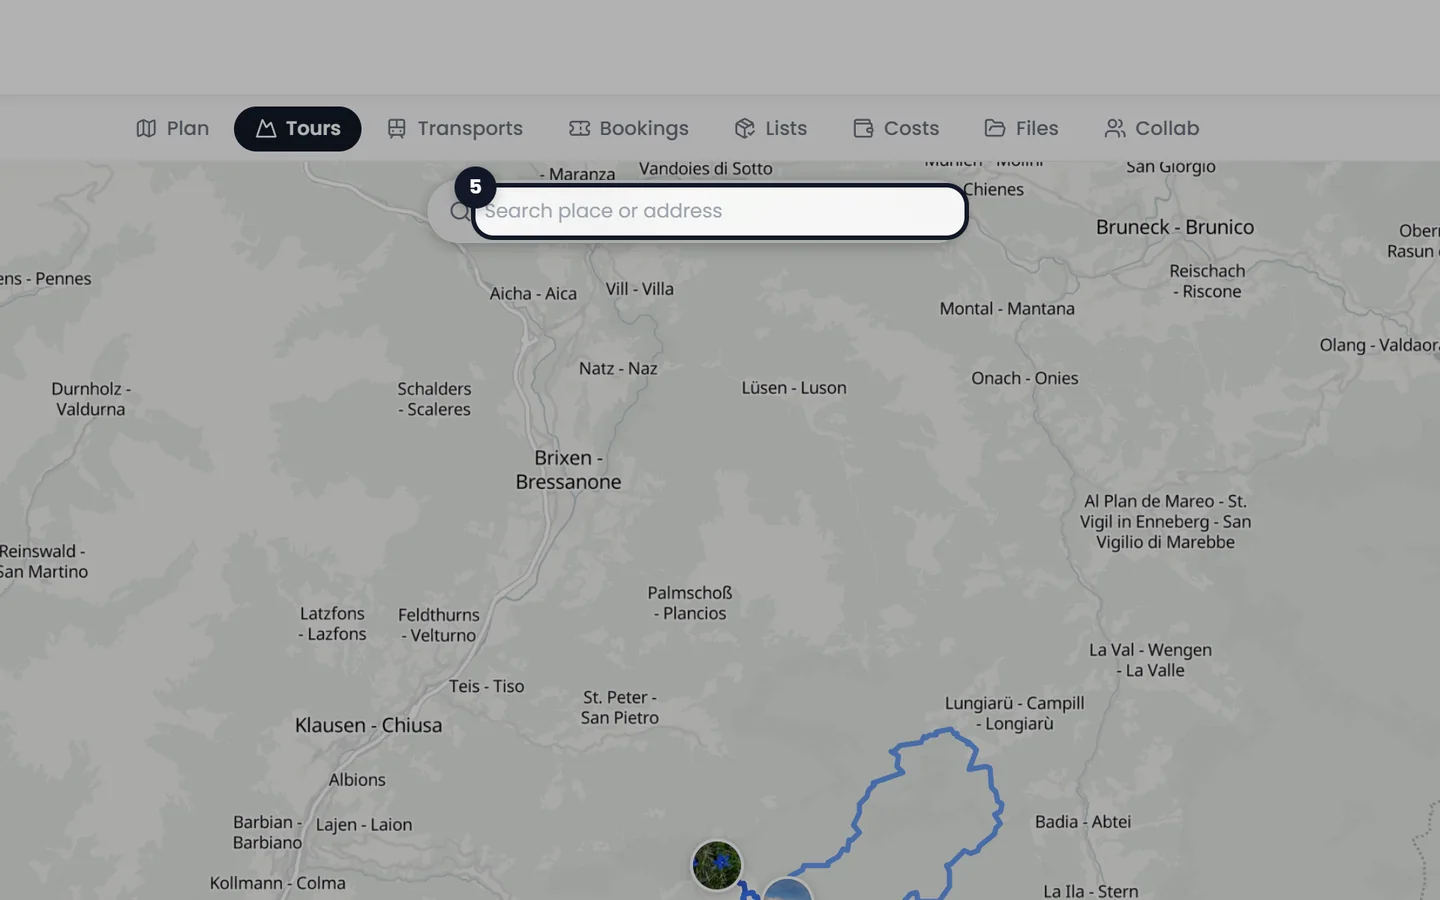 Plan
Tours
Transports
Bookings
Lists
Costs
Files
Collab
- Maranza
Vandoies di Sotto
San Giorgio
5
Search place or address
Chienes
Bruneck - Brunico
ens - Pennes
Aicha - Aica
Vill - Villa
Reischach
- Riscone
Montal - Mantana
Natz - Naz
Durnholz -
Valdurna
Schalders
- Scaleres
Lüsen - Luson
Onach - Onies
Brixen -
Bressanone
Al Plan de Mareo - St.
Vigil in Enneberg - San
Vigilio di Marebbe
Reinswald -
San Martino
Latzfons
- Lazfons
Feldthurns
- Velturno
Palmschoß
- Plancios
La Val - Wengen
- La Valle
Teis - Tiso
St. Peter -
San Pietro
Lungiarü - Campill
- Longiarù
Klausen - Chiusa
Albions
Barbian -
Barbiano
Lajen - Laion
Badia - Abtei
Kollmann - Colma
La Ila - Stern